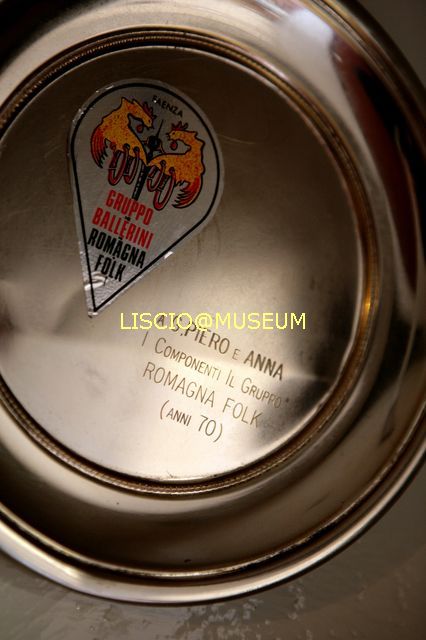 FAENZA
GRUPPO
BALLERINI
ROMAGNA
FOLK
LISCIO@MUSEUM
PIERO E ANNA
I COMPONENTI IL GRUPPO
ROMAGNA FOLK
(ANNI 70)